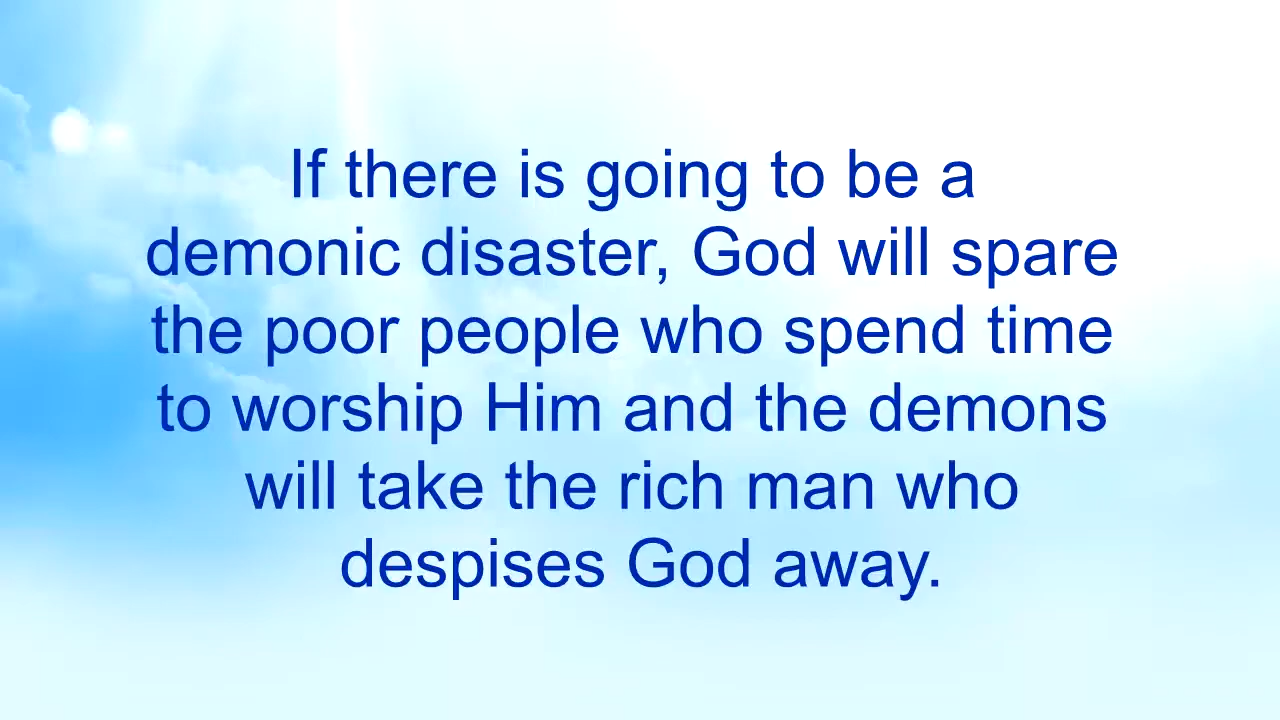 If there is going to be a
demonic disaster, God will spare
the poor people who spend time
to worship Him and the demons
will take the rich man who
despises God away.